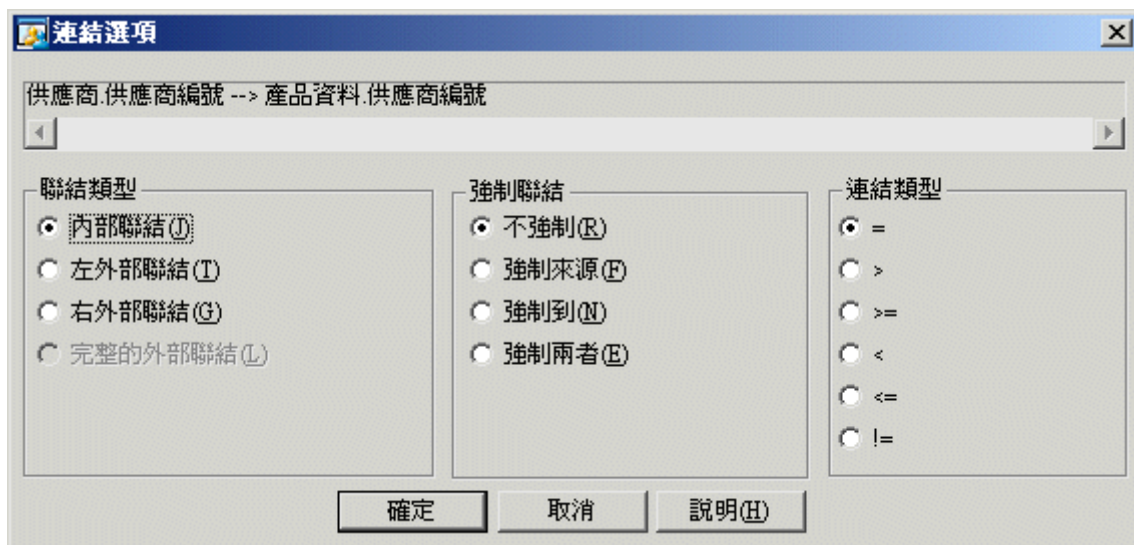 連結選項
供應商.供應商編號 --> 產品資料.供應商編號
聯結類型
內部聯結(J)
左外部聯結(T)
右外部聯結(G)
完整的外部聯結(L)
強制聯結
不強制(R)
強制來源(F)
強制到(N)
強制兩者(E)
連結類型
=
>
>=
<
<=
!=
確定 取消 說明(H)